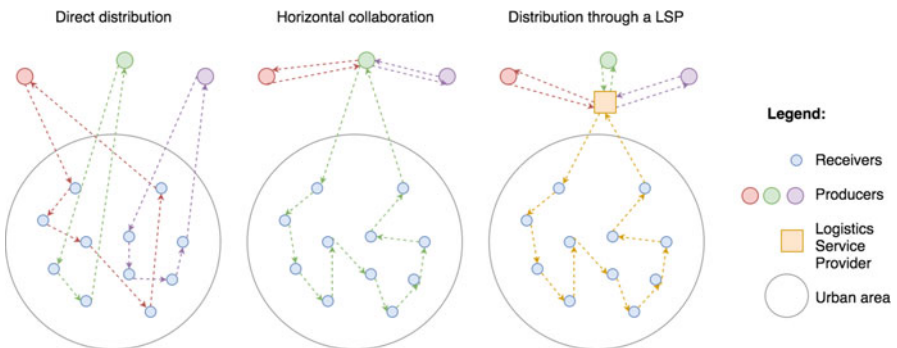 Direct distribution
Horizontal collaboration
Distribution through a LSP
Legend:
Receivers
Producers
Logistics
Service
Provider
Urban area